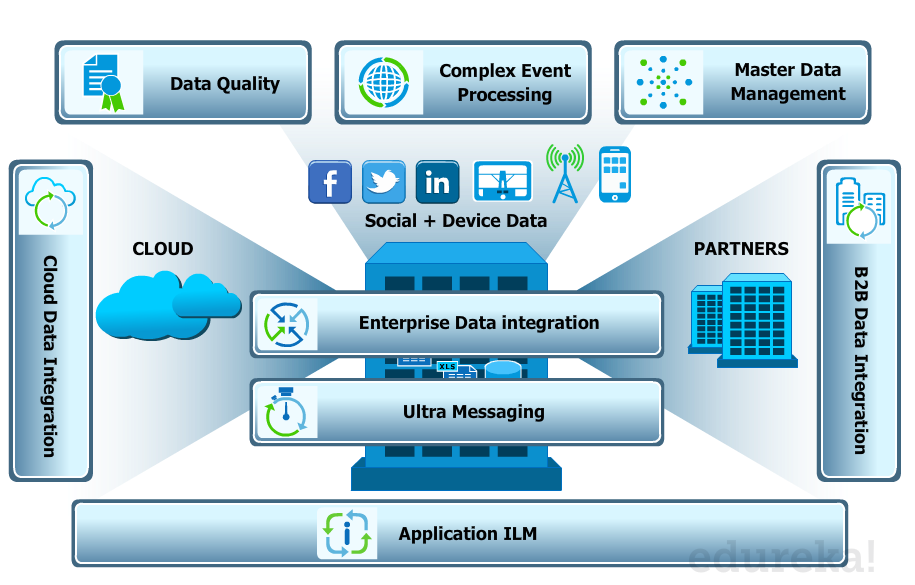 Data Quality
Complex Event
Processing
Master Data
Management
f
in
Social + Device Data
CLOUD
PARTNERS
Cloud Data Integration
B2B Data Integration
Enterprise Data integration
XLS
Ultra Messaging
i
Application ILM
edureka!